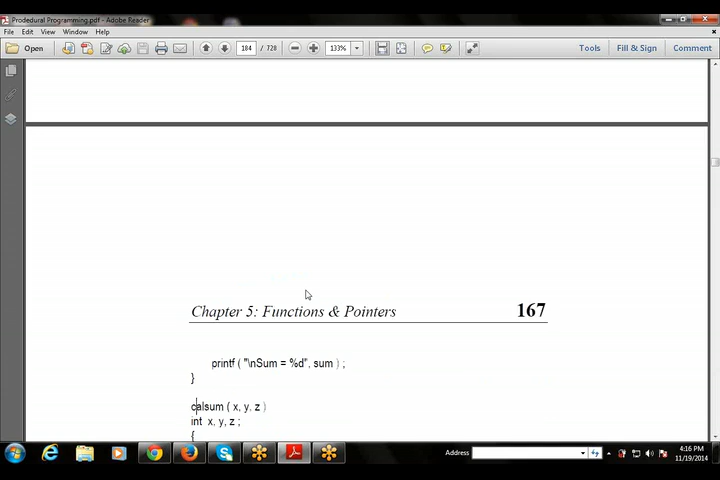 Prodedural Programming.pdf - Adobe Reader
File Edit View Window Help
Open 184 / 728 133% Tools Fill & Sign Comment
Chapter 5: Functions & Pointers 167
printf ( "\nSum = %d", sum ) ;
}
calsum ( x, y, z )
int x, y, z ;
{
Address
4:16 PM
11/19/2014